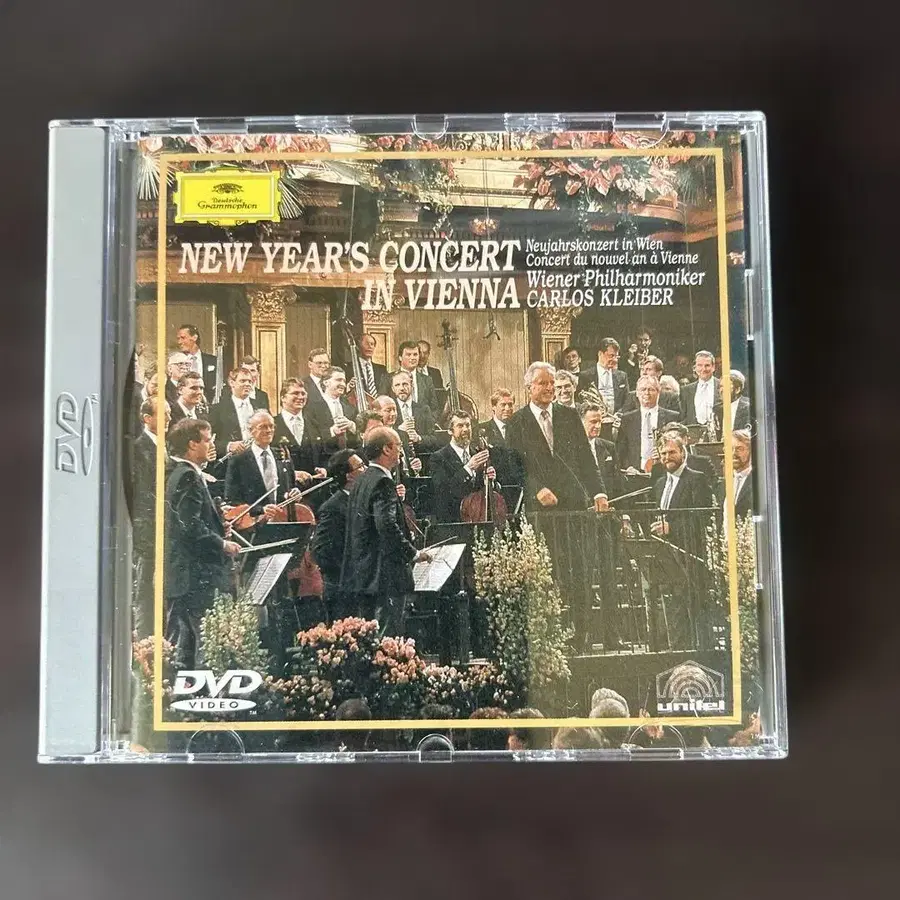 Deutsche
Grammophon
NEW YEAR'S CONCERT
IN VIENNA
Neujahrskonzert in Wien
Concert du nouvel an à Vienne
Wiener Philharmoniker
CARLOS KLEIBER
DVD
DVD
VIDEO
TM
unitel